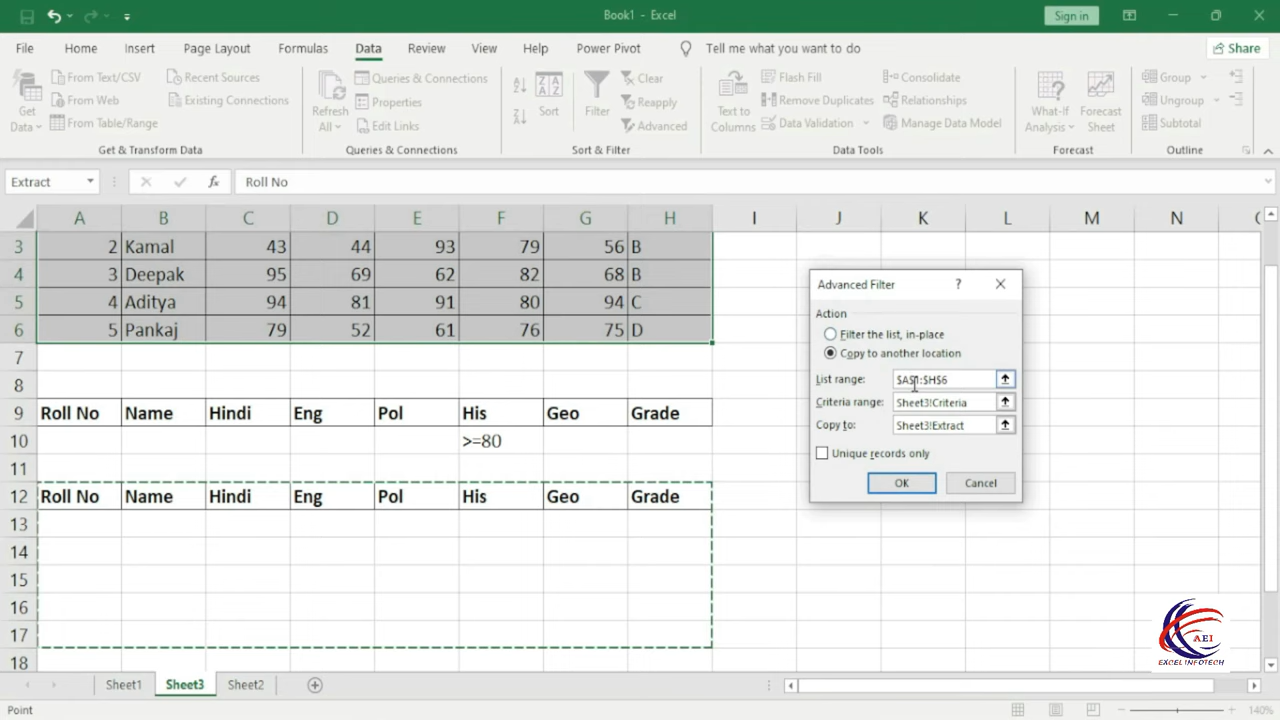 Book1 - Excel
Sign in
File Home Insert Page Layout Formulas Data Review View Help Power Pivot Tell me what you want to do Share
Get Data
From Text/CSV
From Web
From Table/Range
Recent Sources
Existing Connections
Get & Transform Data
Refresh All
Queries & Connections
Properties
Edit Links
Queries & Connections
Sort
Filter
Clear
Reapply
Advanced
Sort & Filter
Text to Columns
Flash Fill
Remove Duplicates
Data Validation
Consolidate
Relationships
Manage Data Model
Data Tools
What-If Analysis
Forecast Sheet
Forecast
Group
Ungroup
Subtotal
Outline
Extract fx Roll No
A B C D E F G H I J K L M N
3 2 Kamal 43 44 93 79 56 B
4 3 Deepak 95 69 62 82 68 B
5 4 Aditya 94 81 91 80 94 C
6 5 Pankaj 79 52 61 76 75 D
7
8
9 Roll No Name Hindi Eng Pol His Geo Grade
10 >=80
11
12 Roll No Name Hindi Eng Pol His Geo Grade
13
14
15
16
17
18
Advanced Filter ?
Action
Filter the list, in-place
Copy to another location
List range: $A$1:$H$6
Criteria range: Sheet3!Criteria
Copy to: Sheet3!Extract
Unique records only
OK Cancel
AEI
EXCEL INFOTECH
Sheet1 Sheet3 Sheet2
Point
140%